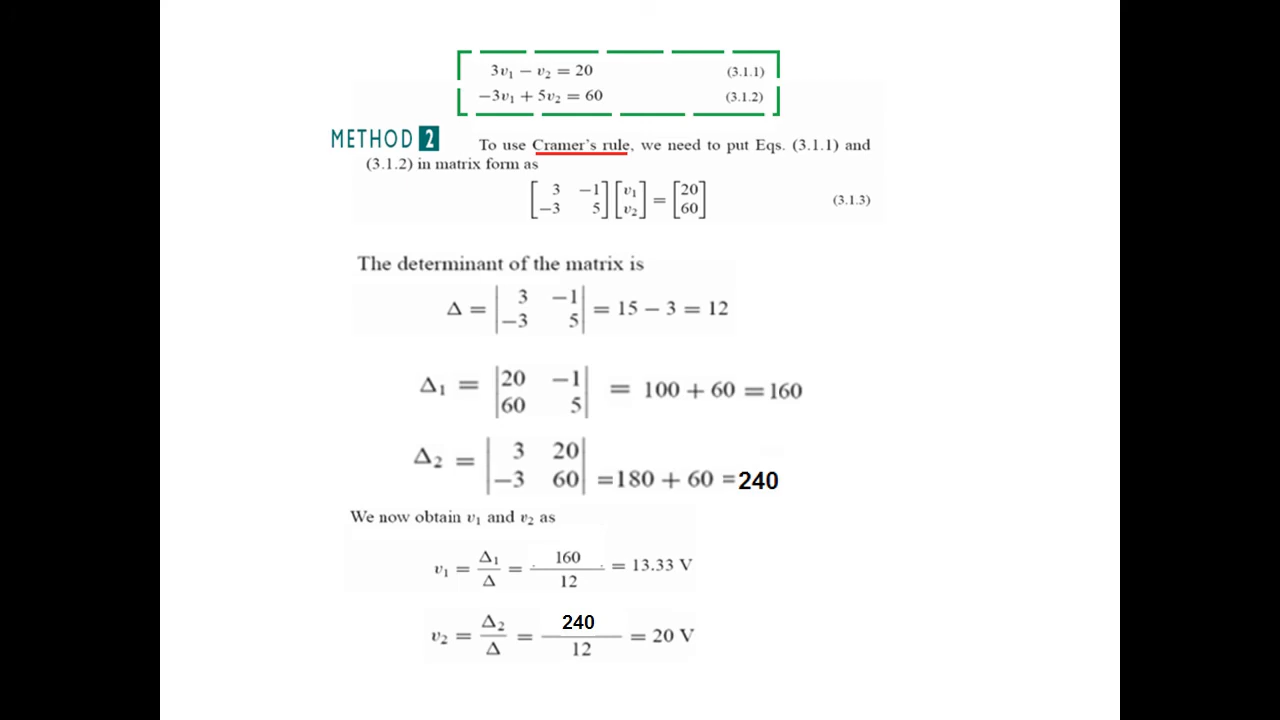 3v₁ − v₂ = 20 (3.1.1)
−3v₁ + 5v₂ = 60 (3.1.2)
METHOD 2 To use Cramer's rule, we need to put Eqs. (3.1.1) and
(3.1.2) in matrix form as
[3 −1] [v₁] = [20]
[−3 5] [v₂] [60] (3.1.3)
The determinant of the matrix is
Δ = |3 −1| = 15 − 3 = 12
|−3 5|
Δ₁ = |20 −1| = 100 + 60 = 160
|60 5|
Δ₂ = |3 20|
|−3 60| = 180 + 60 = 240
We now obtain v₁ and v₂ as
v₁ = Δ₁/Δ = 160/12 = 13.33 V
v₂ = Δ₂/Δ = 240/12 = 20 V